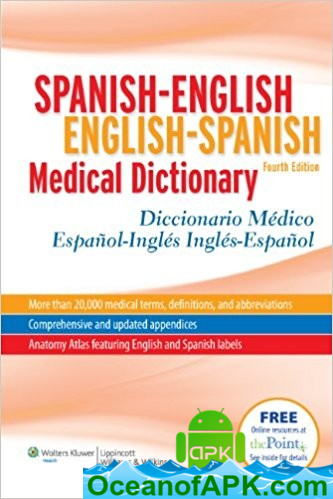 SPANISH-ENGLISH
ENGLISH-SPANISH
Fourth Edition
Medical Dictionary
Diccionario Médico
Español-Inglés Inglés-Español
More than 20,000 medical terms, definitions, and abbreviations
Comprehensive and updated appendices
Anatomy Atlas featuring English and Spanish labels
FREE
Online resources at
thePoint
See inside for details
Wolters Kluwer
Health
Lippincott
Williams & Wilkins
APK
OceanofAPK.com